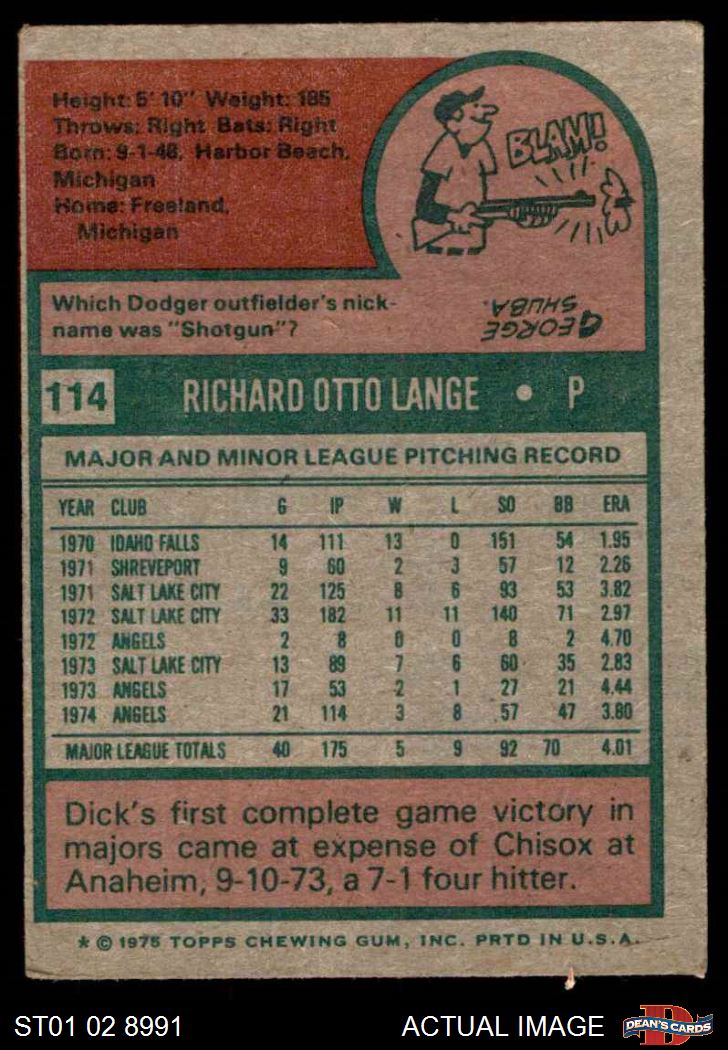 Height: 5' 10" Weight: 185
Throws: Right Bats: Right
Born: 9-1-48, Harbor Beach,
Michigan
Home: Freeland,
Michigan
BLAM!
Which Dodger outfielder's nick-
name was "Shotgun"?
GEORGE
SHUBA.
114 RICHARD OTTO LANGE • P
MAJOR AND MINOR LEAGUE PITCHING RECORD
YEAR CLUB G IP W L SO BB ERA
1970 IDAHO FALLS 14 111 13 0 151 54 1.95
1971 SHREVEPORT 9 60 2 3 57 12 2.26
1971 SALT LAKE CITY 22 125 8 6 93 53 3.82
1972 SALT LAKE CITY 33 182 11 11 140 71 2.97
1972 ANGELS 2 8 0 0 8 2 4.70
1973 SALT LAKE CITY 13 89 7 6 60 35 2.83
1973 ANGELS 17 53 2 1 27 21 4.44
1974 ANGELS 21 114 3 8 57 47 3.80
MAJOR LEAGUE TOTALS 40 175 5 9 92 70 4.01
Dick's first complete game victory in
majors came at expense of Chisox at
Anaheim, 9-10-73, a 7-1 four hitter.
* © 1975 TOPPS CHEWING GUM, INC. PRTD IN U.S.A.
ST01 02 8991 ACTUAL IMAGE D DEAN'S CARDS